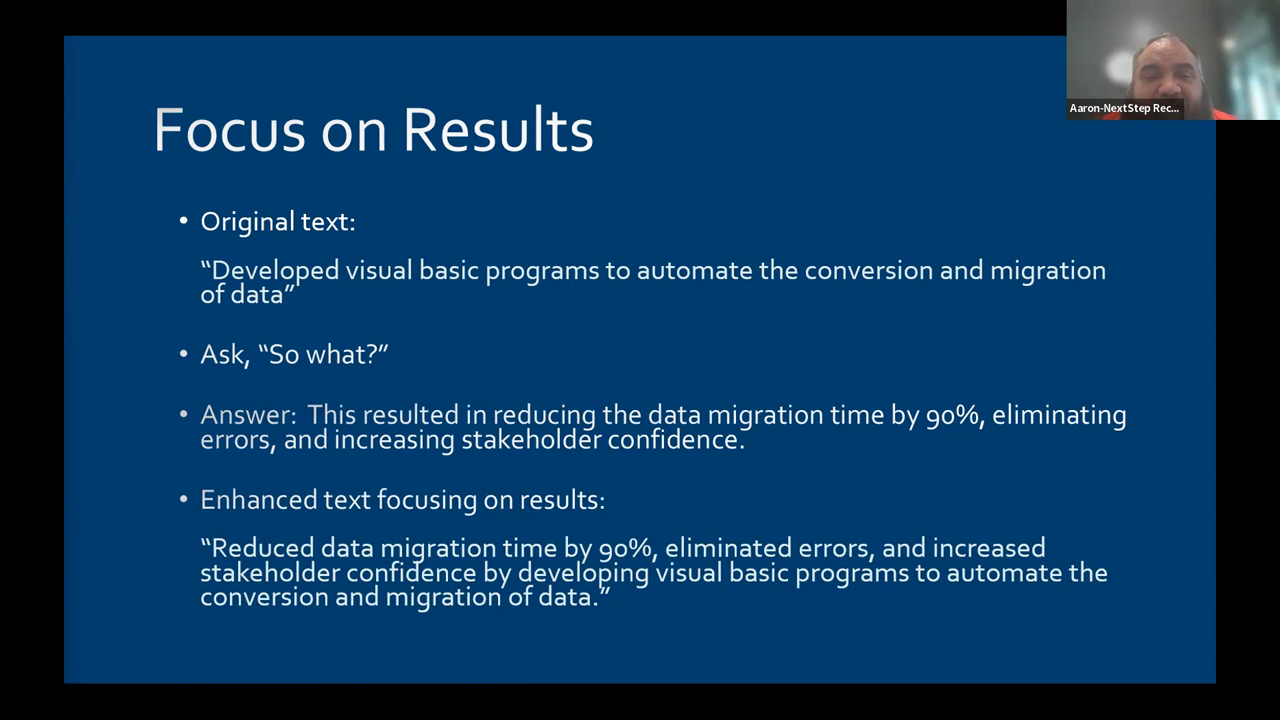 Focus on Results
Aaron-NextStep Rec...
• Original text:
“Developed visual basic programs to automate the conversion and migration
of data”
• Ask, “So what?”
• Answer:  This resulted in reducing the data migration time by 90%, eliminating
errors, and increasing stakeholder confidence.
• Enhanced text focusing on results:
“Reduced data migration time by 90%, eliminated errors, and increased
stakeholder confidence by developing visual basic programs to automate the
conversion and migration of data.”